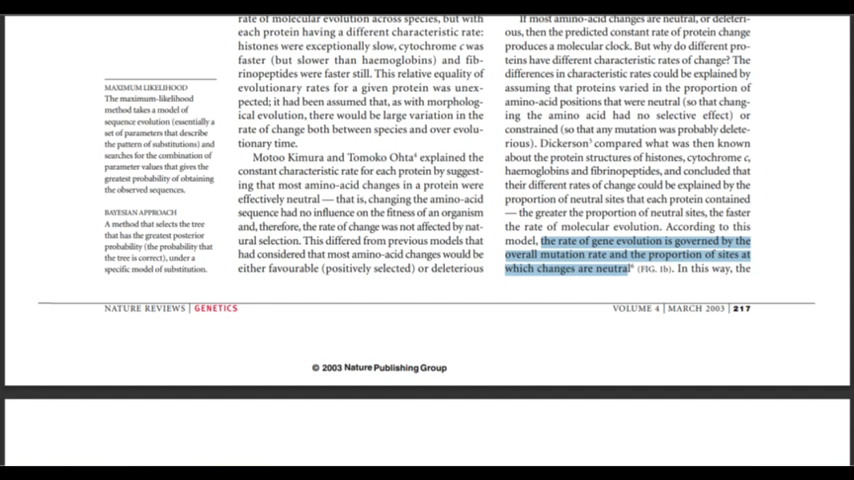 rate of molecular evolution across species, but with
each protein having a different characteristic rate:
histones were exceptionally slow, cytochrome c was
faster (but slower than haemoglobins) and fib-
rinopeptides were faster still. This relative equality of
evolutionary rates for a given protein was unex-
pected; it had been assumed that, as with morpholog-
ical evolution, there would be large variation in the
rate of change both between species and over evolu-
tionary time.
Motoo Kimura and Tomoko Ohta4 explained the
constant characteristic rate for each protein by suggest-
ing that most amino-acid changes in a protein were
effectively neutral — that is, changing the amino-acid
sequence had no influence on the fitness of an organism
and, therefore, the rate of change was not affected by nat-
ural selection. This differed from previous models that
had considered that most amino-acid changes would be
either favourable (positively selected) or deleterious
MAXIMUM LIKELIHOOD
The maximum-likelihood
method takes a model of
sequence evolution (essentially a
set of parameters that describe
the pattern of substitutions) and
searches for the combination of
parameter values that gives the
greatest probability of obtaining
the observed sequences.
BAYESIAN APPROACH
A method that selects the tree
that has the greatest posterior
probability (the probability that
the tree is correct), under a
specific model of substitution.
If most amino-acid changes are neutral, or deleteri-
ous, then the predicted constant rate of protein change
produces a molecular clock. But why do different pro-
teins have different characteristic rates of change? The
differences in characteristic rates could be explained by
assuming that proteins varied in the proportion of
amino-acid positions that were neutral (so that chang-
ing the amino acid had no selective effect) or
constrained (so that any mutation was probably delete-
rious). Dickerson5 compared what was then known
about the protein structures of histones, cytochrome c,
haemoglobins and fibrinopeptides, and concluded that
their different rates of change could be explained by the
proportion of neutral sites that each protein contained
— the greater the proportion of neutral sites, the faster
the rate of molecular evolution. According to this
model, the rate of gene evolution is governed by the
overall mutation rate and the proportion of sites at
which changes are neutral6 (FIG. 1b). In this way, the
NATURE REVIEWS | GENETICS
VOLUME 4 | MARCH 2003 | 217
© 2003 Nature Publishing Group